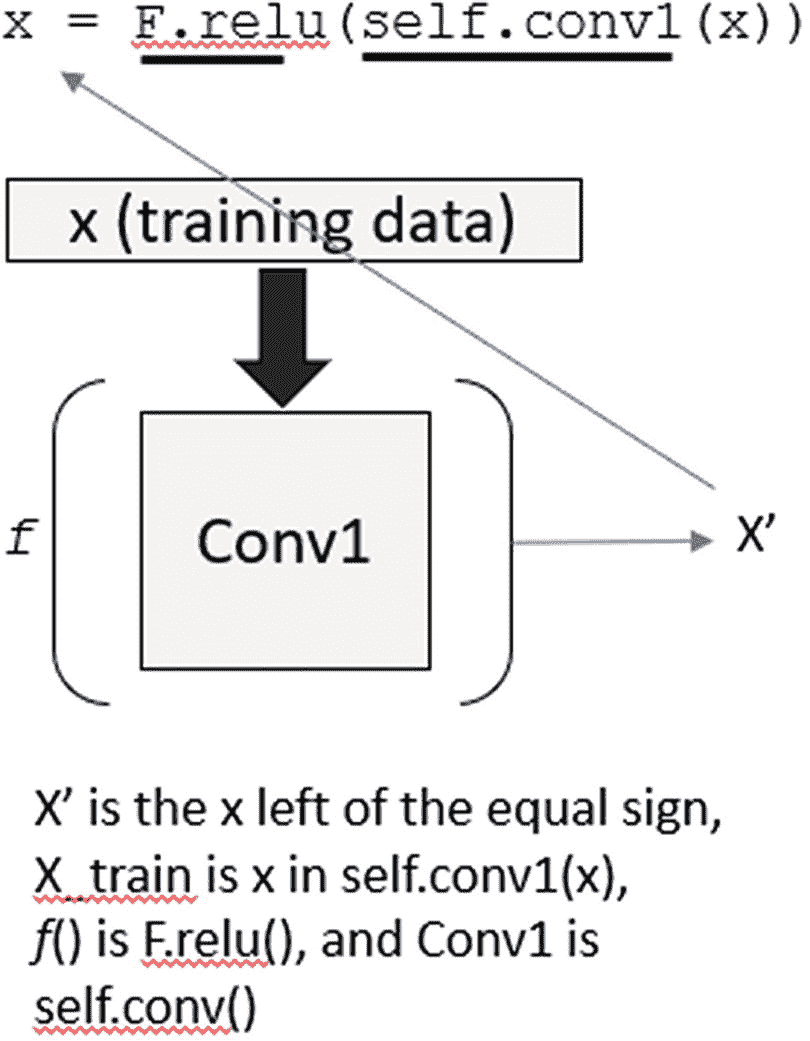 x = F.relu(self.conv1(x))
x (training data)
f
Conv1
X’
X’ is the x left of the equal sign,
X_train is x in self.conv1(x),
f() is F.relu(), and Conv1 is
self.conv()